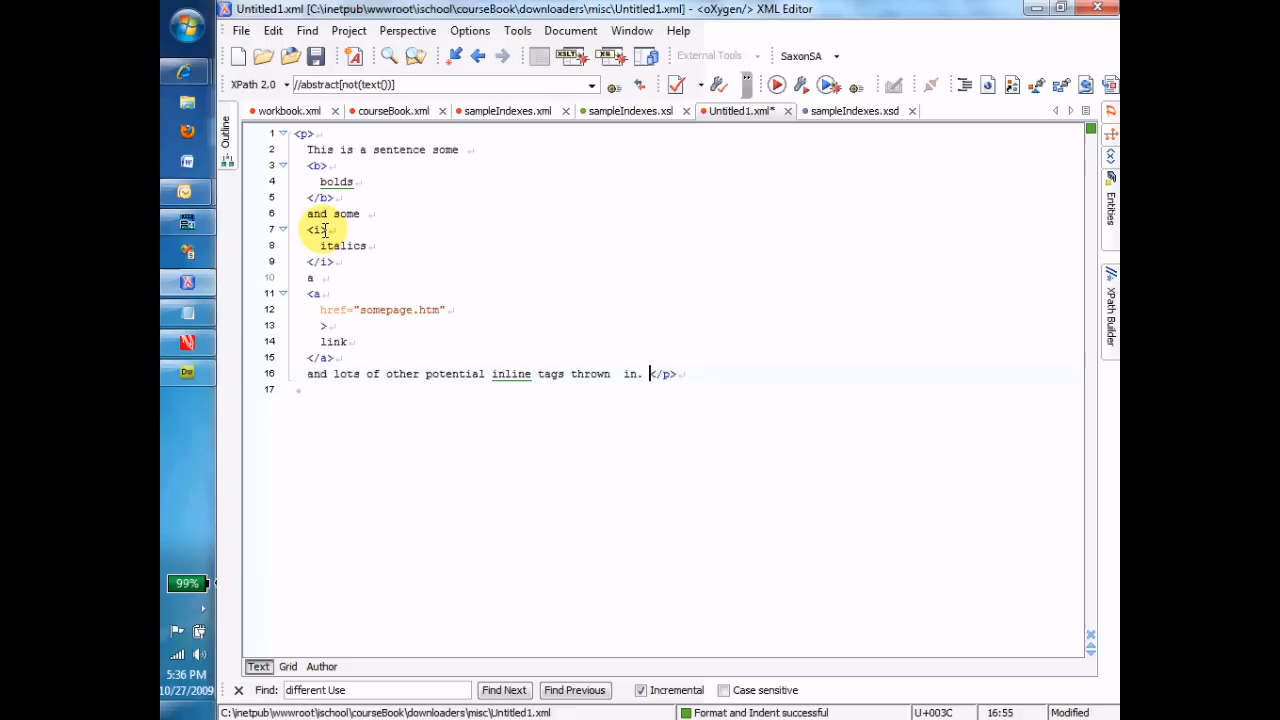 Untitled1.xml [C:\inetpub\wwwroot\ischool\courseBook\downloaders\misc\Untitled1.xml] - <oXygen/> XML Editor
File Edit Find Project Perspective Options Tools Document Window Help
External Tools SaxonSA
XPath 2.0 //abstract[not(text())]
workbook.xml courseBook.xml sampleIndexes.xml sampleIndexes.xsl Untitled1.xml* sampleIndexes.xsd
Outline
Entities
XPath Builder
1 <p>
2 This is a sentence some
3 <b>
4 bolds
5 </b>
6 and some
7 <i>
8 italics
9 </i>
10 a
11 <a
12 href="somepage.htm"
13 >
14 link
15 </a>
16 and lots of other potential inline tags thrown  in. </p>
17
99%
5:36 PM
10/27/2009
Text Grid Author
Find: different Use Find Next Find Previous Incremental Case sensitive
C:\inetpub\wwwroot\ischool\courseBook\downloaders\misc\Untitled1.xml Format and Indent successful U+003C 16:55 Modified